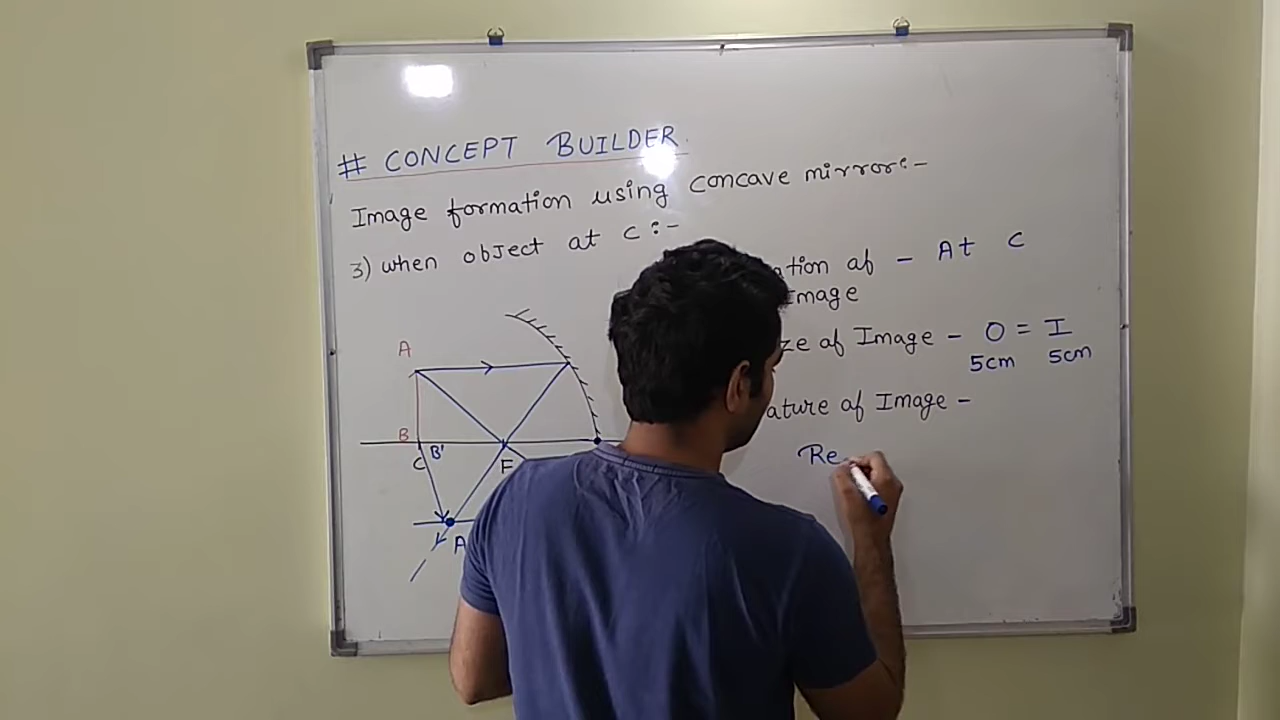 # CONCEPT BUILDER
Image formation using concave mirror:-
3) when object at C :-
ation of - At C
Image
ze of Image - O = I
5cm 5cm
ature of Image -
Re
A
B
B'
C
F
A